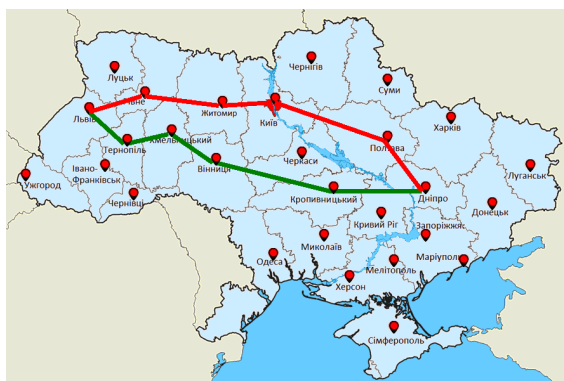 Чернігів
Луцьк
Суми
Житомир
Київ
Харків
Львів
Полтава
Тернопіль
Хмельницький
Черкаси
Вінниця
Івано-
Франківськ
Луганськ
Ужгород
Чернівці
Кропивницький
Дніпро
Донецьк
Кривий Ріг
Запоріжжя
Миколаїв
Одеса
Мелітополь
Маріуполь
Херсон
Сімферополь